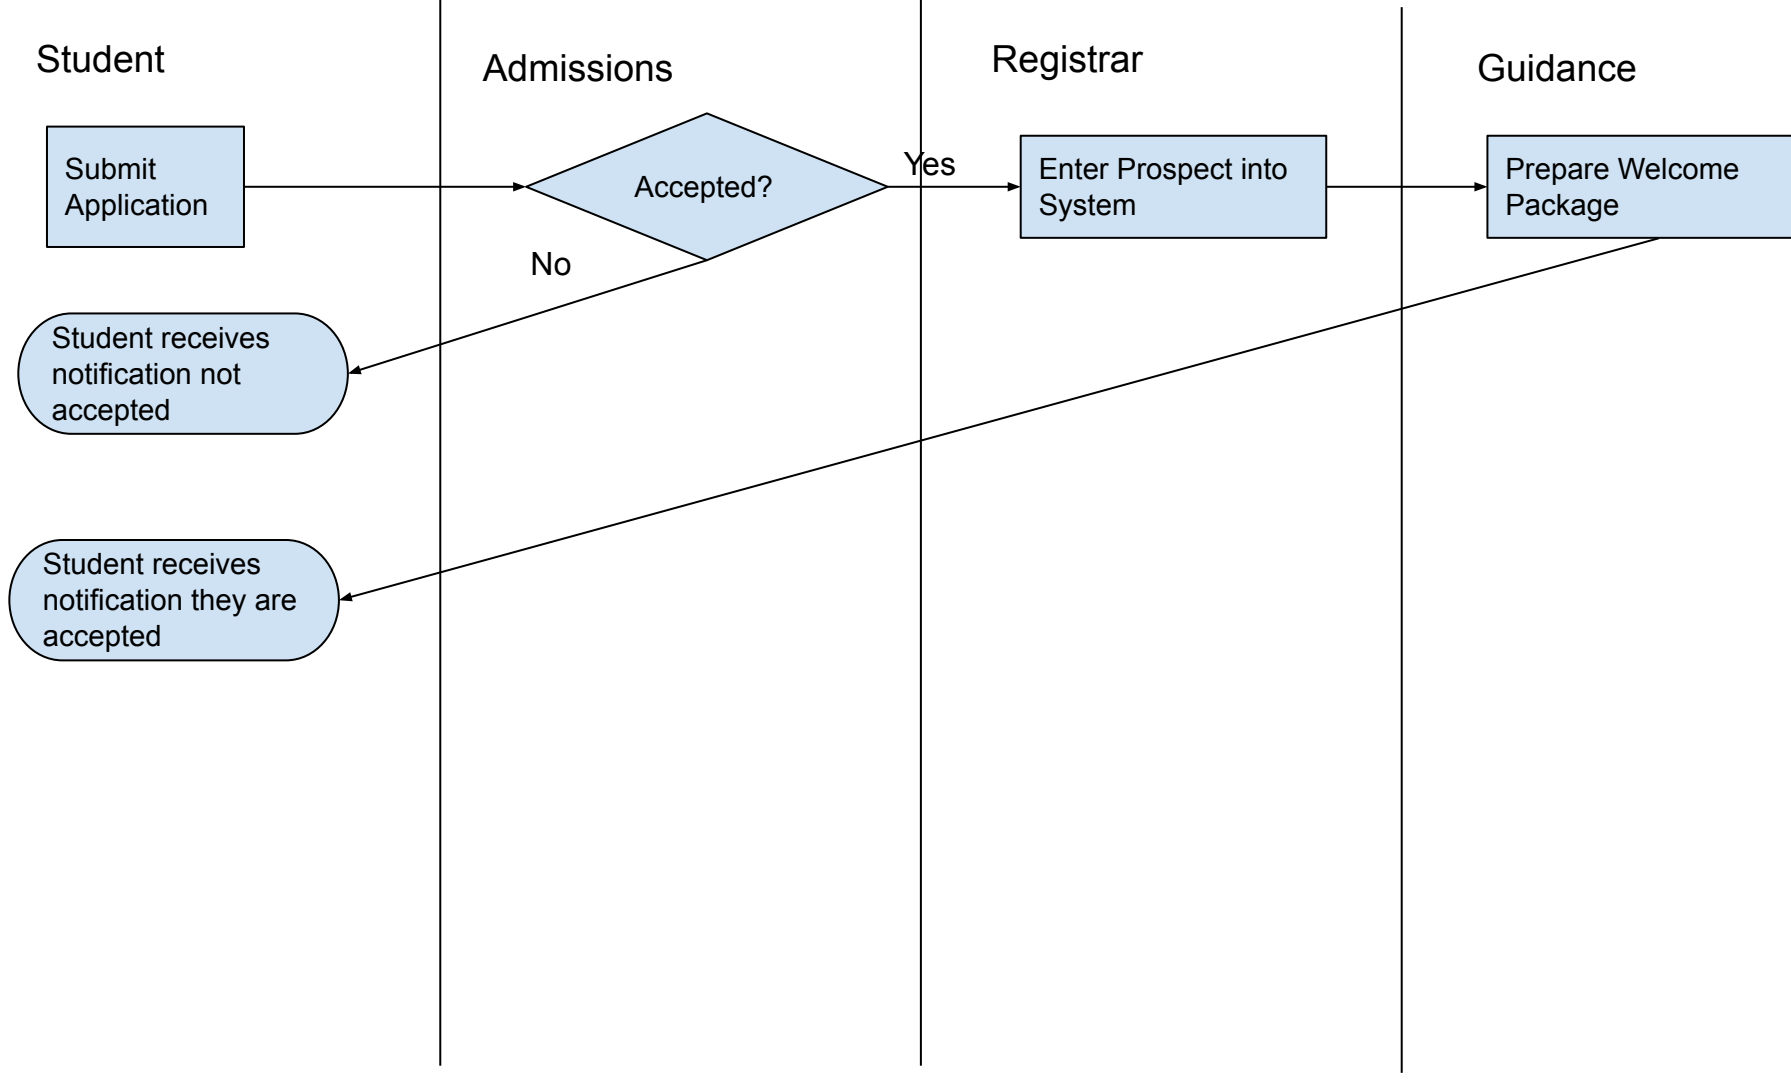 Student
Admissions
Registrar
Guidance
Submit
Application
Accepted?
Yes
Enter Prospect into
System
Prepare Welcome
Package
No
Student receives
notification not
accepted
Student receives
notification they are
accepted